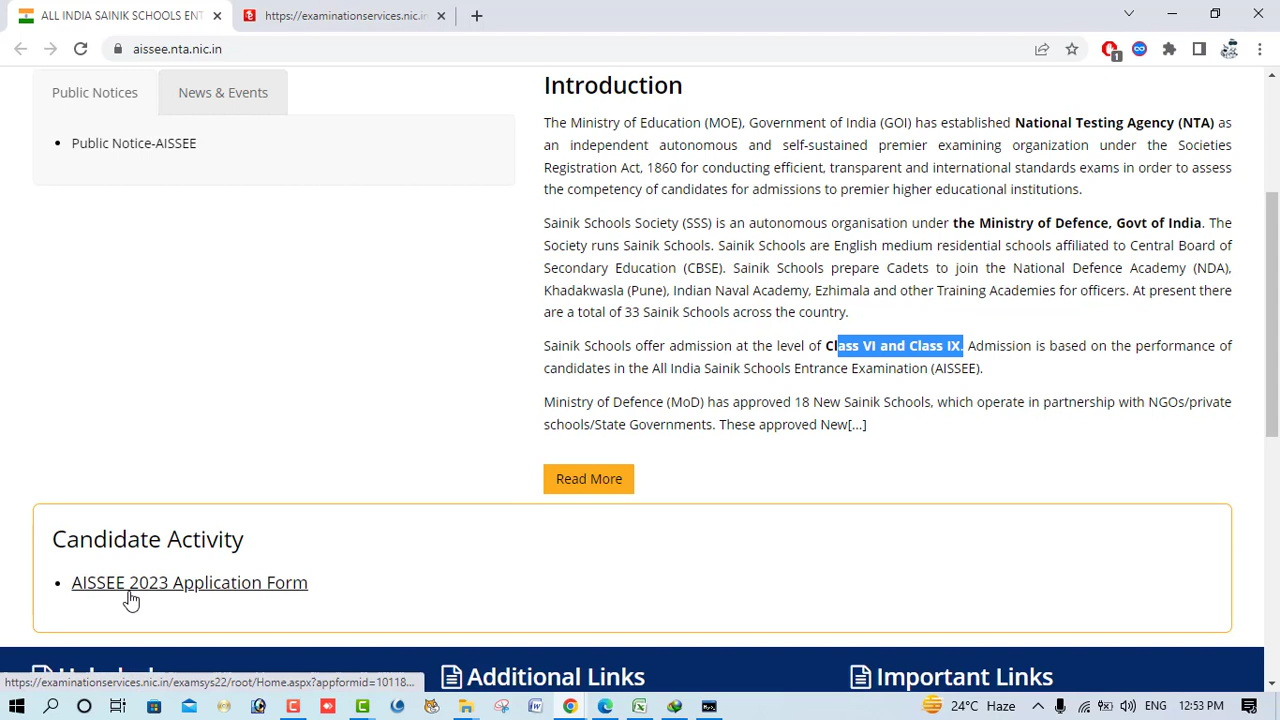 ALL INDIA SAINIK SCHOOLS ENT
https://examinationservices.nic.in
aissee.nta.nic.in
1
Public Notices
News & Events
Public Notice-AISSEE
Introduction
The Ministry of Education (MOE), Government of India (GOI) has established National Testing Agency (NTA) as
an independent autonomous and self-sustained premier examining organization under the Societies
Registration Act, 1860 for conducting efficient, transparent and international standards exams in order to assess
the competency of candidates for admissions to premier higher educational institutions.
Sainik Schools Society (SSS) is an autonomous organisation under the Ministry of Defence, Govt of India. The
Society runs Sainik Schools. Sainik Schools are English medium residential schools affiliated to Central Board of
Secondary Education (CBSE). Sainik Schools prepare Cadets to join the National Defence Academy (NDA),
Khadakwasla (Pune), Indian Naval Academy, Ezhimala and other Training Academies for officers. At present there
are a total of 33 Sainik Schools across the country.
Sainik Schools offer admission at the level of Class VI and Class IX. Admission is based on the performance of
candidates in the All India Sainik Schools Entrance Examination (AISSEE).
Ministry of Defence (MoD) has approved 18 New Sainik Schools, which operate in partnership with NGOs/private
schools/State Governments. These approved New[...]
Read More
Candidate Activity
AISSEE 2023 Application Form
Additional Links
Important Links
https://examinationservices.nic.in/examsys22/root/Home.aspx?appformid=10118...
24°C Haze
ENG
12:53 PM